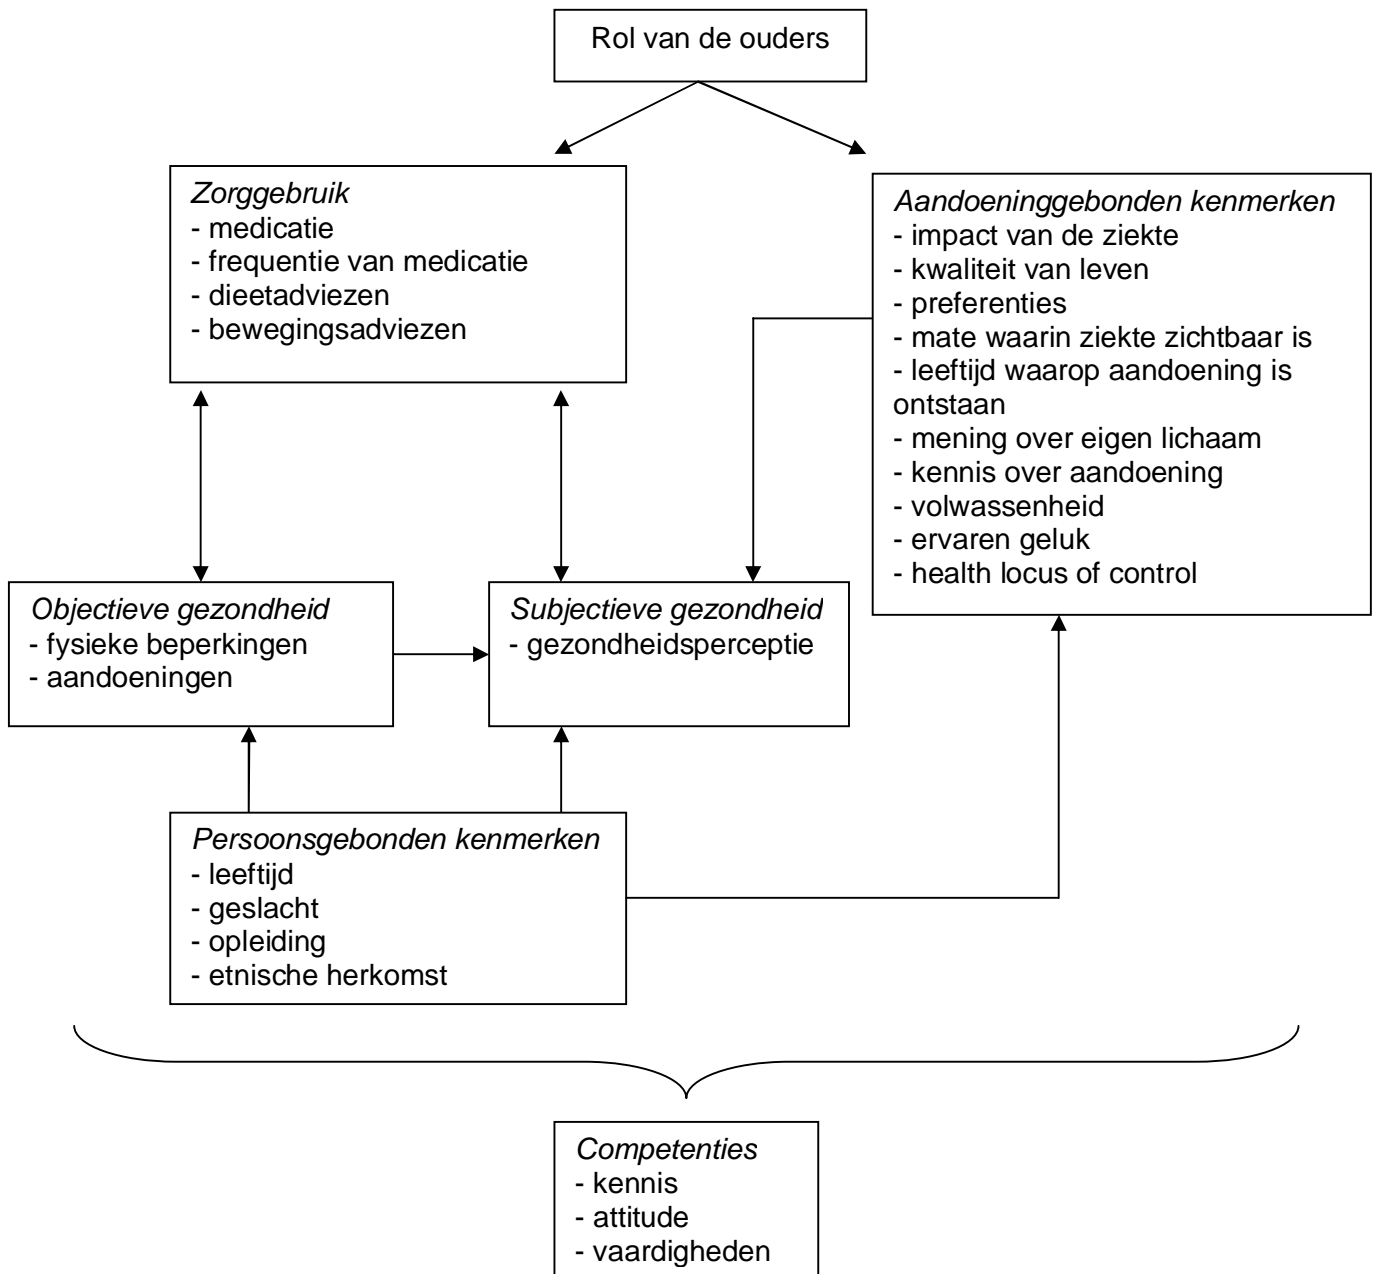 Rol van de ouders
Zorggebruik
- medicatie
- frequentie van medicatie
- dieetadviezen
- bewegingsadviezen
Aandoeninggebonden kenmerken
- impact van de ziekte
- kwaliteit van leven
- preferenties
- mate waarin ziekte zichtbaar is
- leeftijd waarop aandoening is
ontstaan
- mening over eigen lichaam
- kennis over aandoening
- volwassenheid
- ervaren geluk
- health locus of control
Objectieve gezondheid
- fysieke beperkingen
- aandoeningen
Subjectieve gezondheid
- gezondheidsperceptie
Persoonsgebonden kenmerken
- leeftijd
- geslacht
- opleiding
- etnische herkomst
Competenties
- kennis
- attitude
- vaardigheden